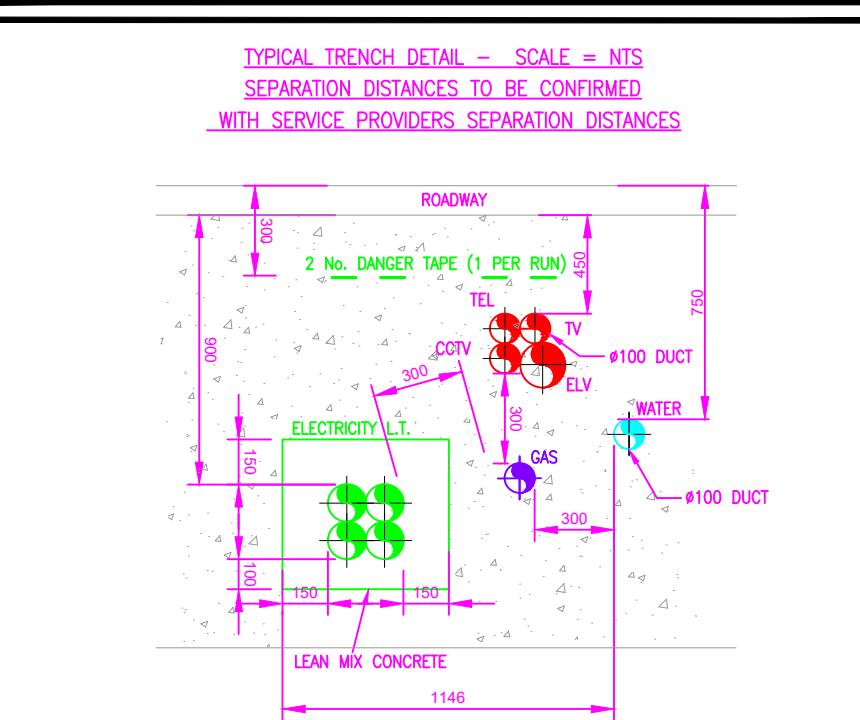 TYPICAL TRENCH DETAIL - SCALE = NTS
SEPARATION DISTANCES TO BE CONFIRMED
WITH SERVICE PROVIDERS SEPARATION DISTANCES
ROADWAY
300
450
2 No. DANGER TAPE (1 PER RUN)
750
TEL
TV
900
CCTV
ø100 DUCT
300
ELV
300
WATER
ELECTRICITY L.T.
150
GAS
ø100 DUCT
300
100
150
150
LEAN MIX CONCRETE
1146